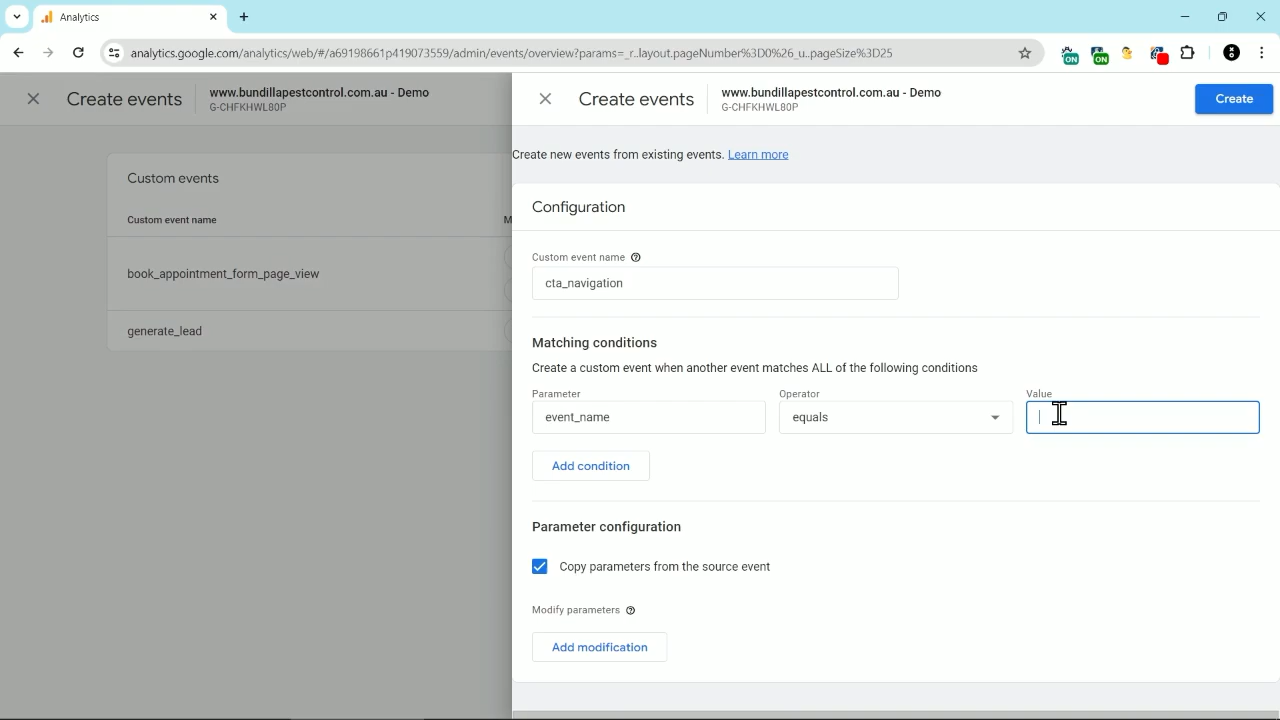 Analytics
analytics.google.com/analytics/web/#/a69198661p419073559/admin/events/overview?params=_r..layout.pageNumber%3D0%26_u..pageSize%3D25
ON
ON
Create events
www.bundillapestcontrol.com.au - Demo
G-CHFKHWL80P
Custom events
Custom event name
M
book_appointment_form_page_view
generate_lead
Create events
www.bundillapestcontrol.com.au - Demo
G-CHFKHWL80P
Create
Create new events from existing events. Learn more
Configuration
Custom event name
cta_navigation
Matching conditions
Create a custom event when another event matches ALL of the following conditions
Parameter Operator Value
event_name equals
Add condition
Parameter configuration
Copy parameters from the source event
Modify parameters
Add modification